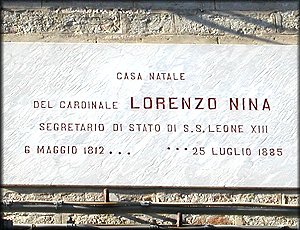 CASA NATALE
DEL CARDINALE LORENZO NINA
SEGRETARIO DI STATO DI S.S. LEONE XIII
6 MAGGIO 1812... ...25 LUGLIO 1885